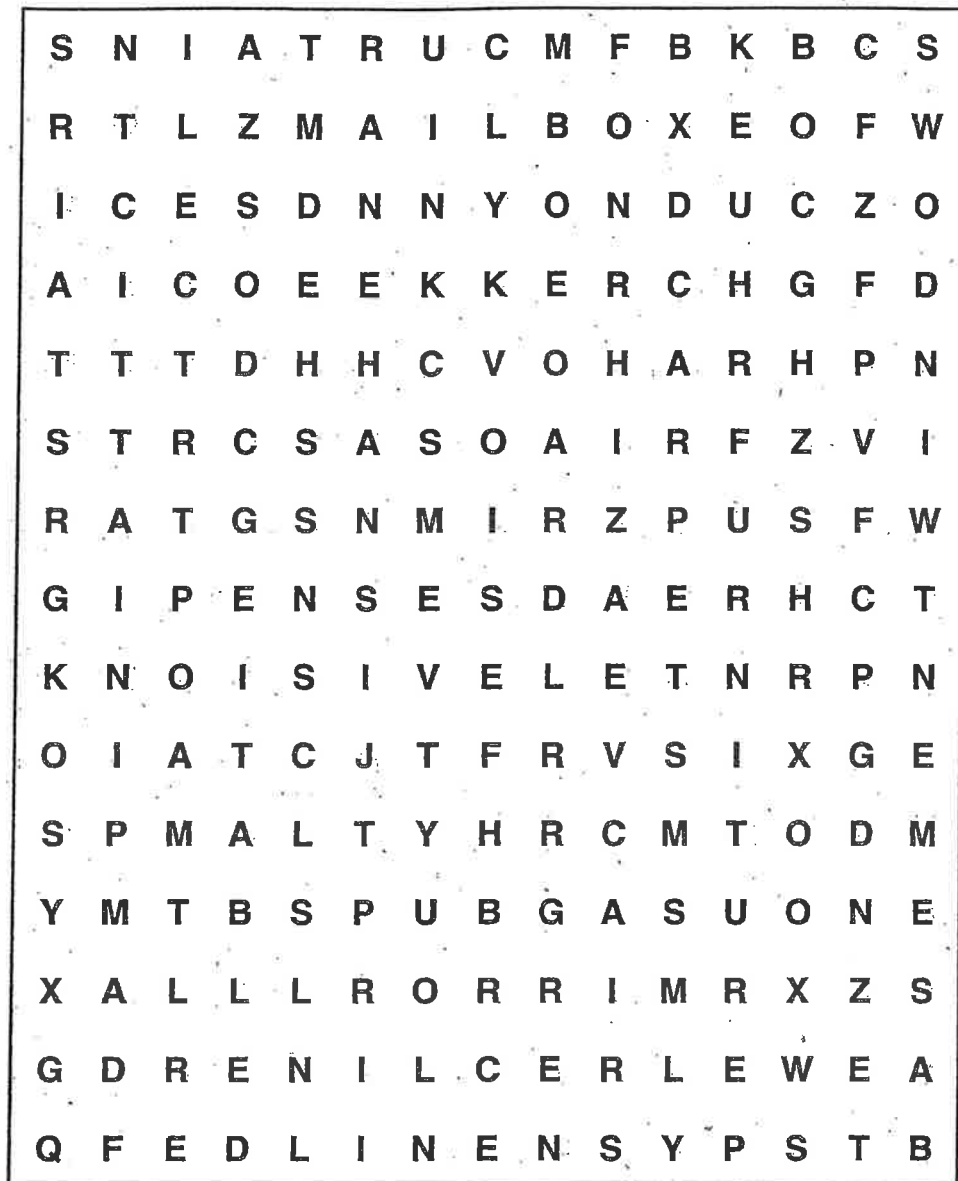 S N I A T R U C M F B K B C S
R T L Z M A I L B O X E O F W
I C E S D N N Y O N D U C Z O
A I C O E E K K E R C H G F D
T T T D H H C V O H A R H P N
S T R C S A S O A I R F Z V I
R A T G S N M I R Z P U S F W
G I P E N S E S D A E R H C T
K N O I S I V E L E T N R P N
O I A T C J T F R V S I X G E
S P M A L T Y H R C M T O D M
Y M T B S P U B G A S U O N E
X A L L L R O R R I M R X Z S
G D R E N I L C E R L E W E A
Q F E D L I N E N S Y P S T B